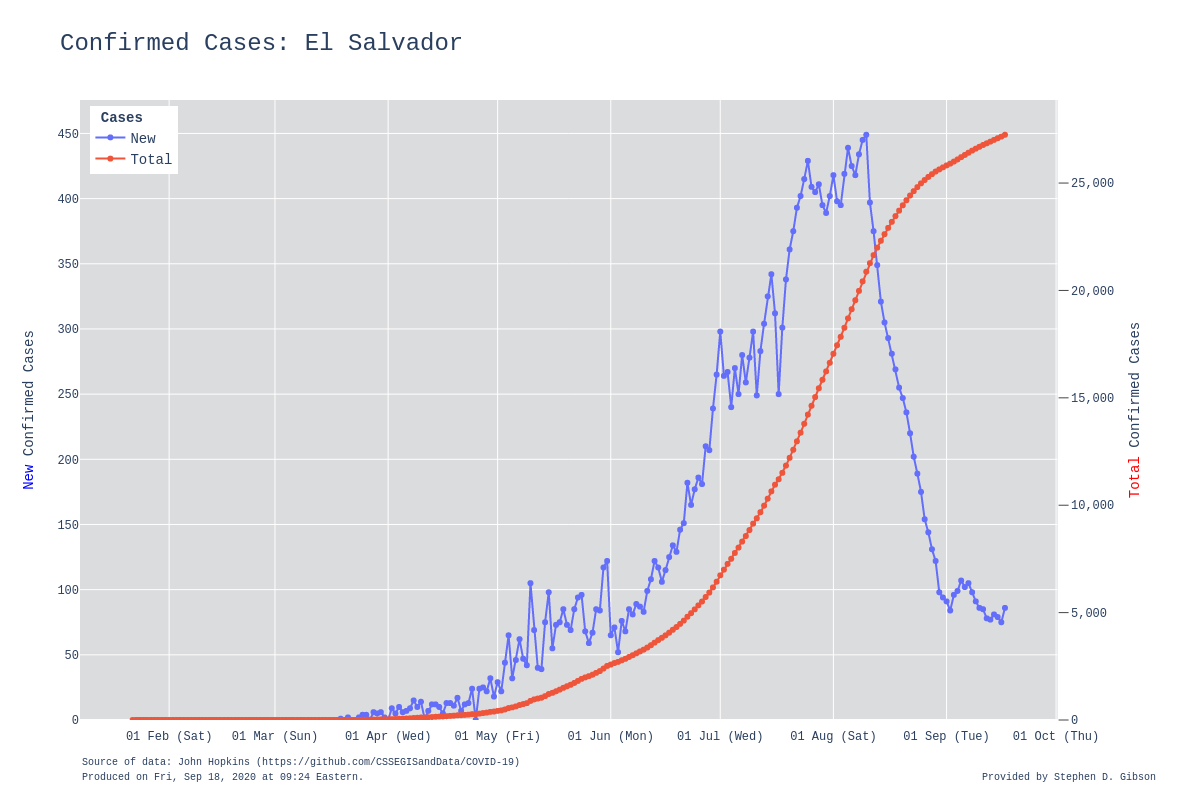 Confirmed Cases: El Salvador
Cases
New
Total
450
400
350
300
250
200
150
100
50
0
25,000
20,000
15,000
10,000
5,000
0
New Confirmed Cases
Total Confirmed Cases
01 Feb (Sat) 01 Mar (Sun) 01 Apr (Wed) 01 May (Fri) 01 Jun (Mon) 01 Jul (Wed) 01 Aug (Sat) 01 Sep (Tue) 01 Oct (Thu)
Source of data: John Hopkins (https://github.com/CSSEGISandData/COVID-19)
Produced on Fri, Sep 18, 2020 at 09:24 Eastern.
Provided by Stephen D. Gibson